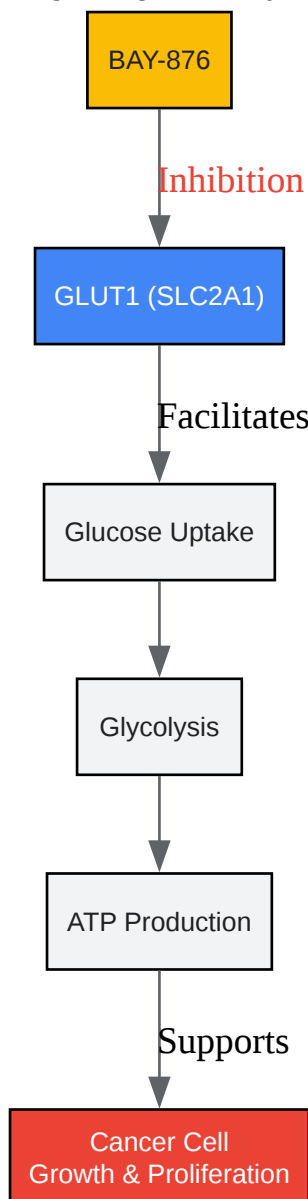 BAY-876
Inhibition
GLUT1 (SLC2A1)
Facilitates
Glucose Uptake
Glycolysis
ATP Production
Supports
Cancer Cell
Growth & Proliferation